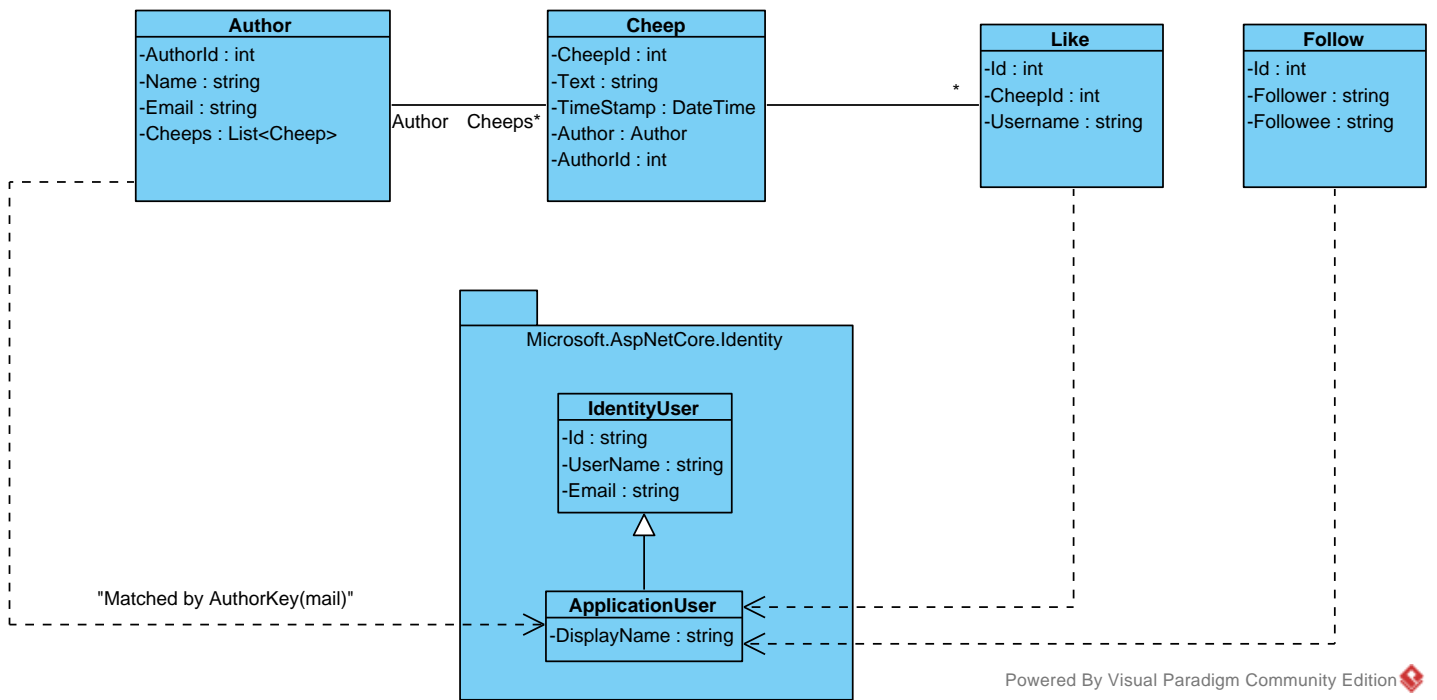 Author
-AuthorId : int
-Name : string
-Email : string
-Cheeps : List<Cheep>
Author
Cheeps*
Cheep
-CheepId : int
-Text : string
-TimeStamp : DateTime
-Author : Author
-AuthorId : int
*
Like
-Id : int
-CheepId : int
-Username : string
Follow
-Id : int
-Follower : string
-Followee : string
Microsoft.AspNetCore.Identity
IdentityUser
-Id : string
-UserName : string
-Email : string
"Matched by AuthorKey(mail)"
ApplicationUser
-DisplayName : string
Powered By Visual Paradigm Community Edition